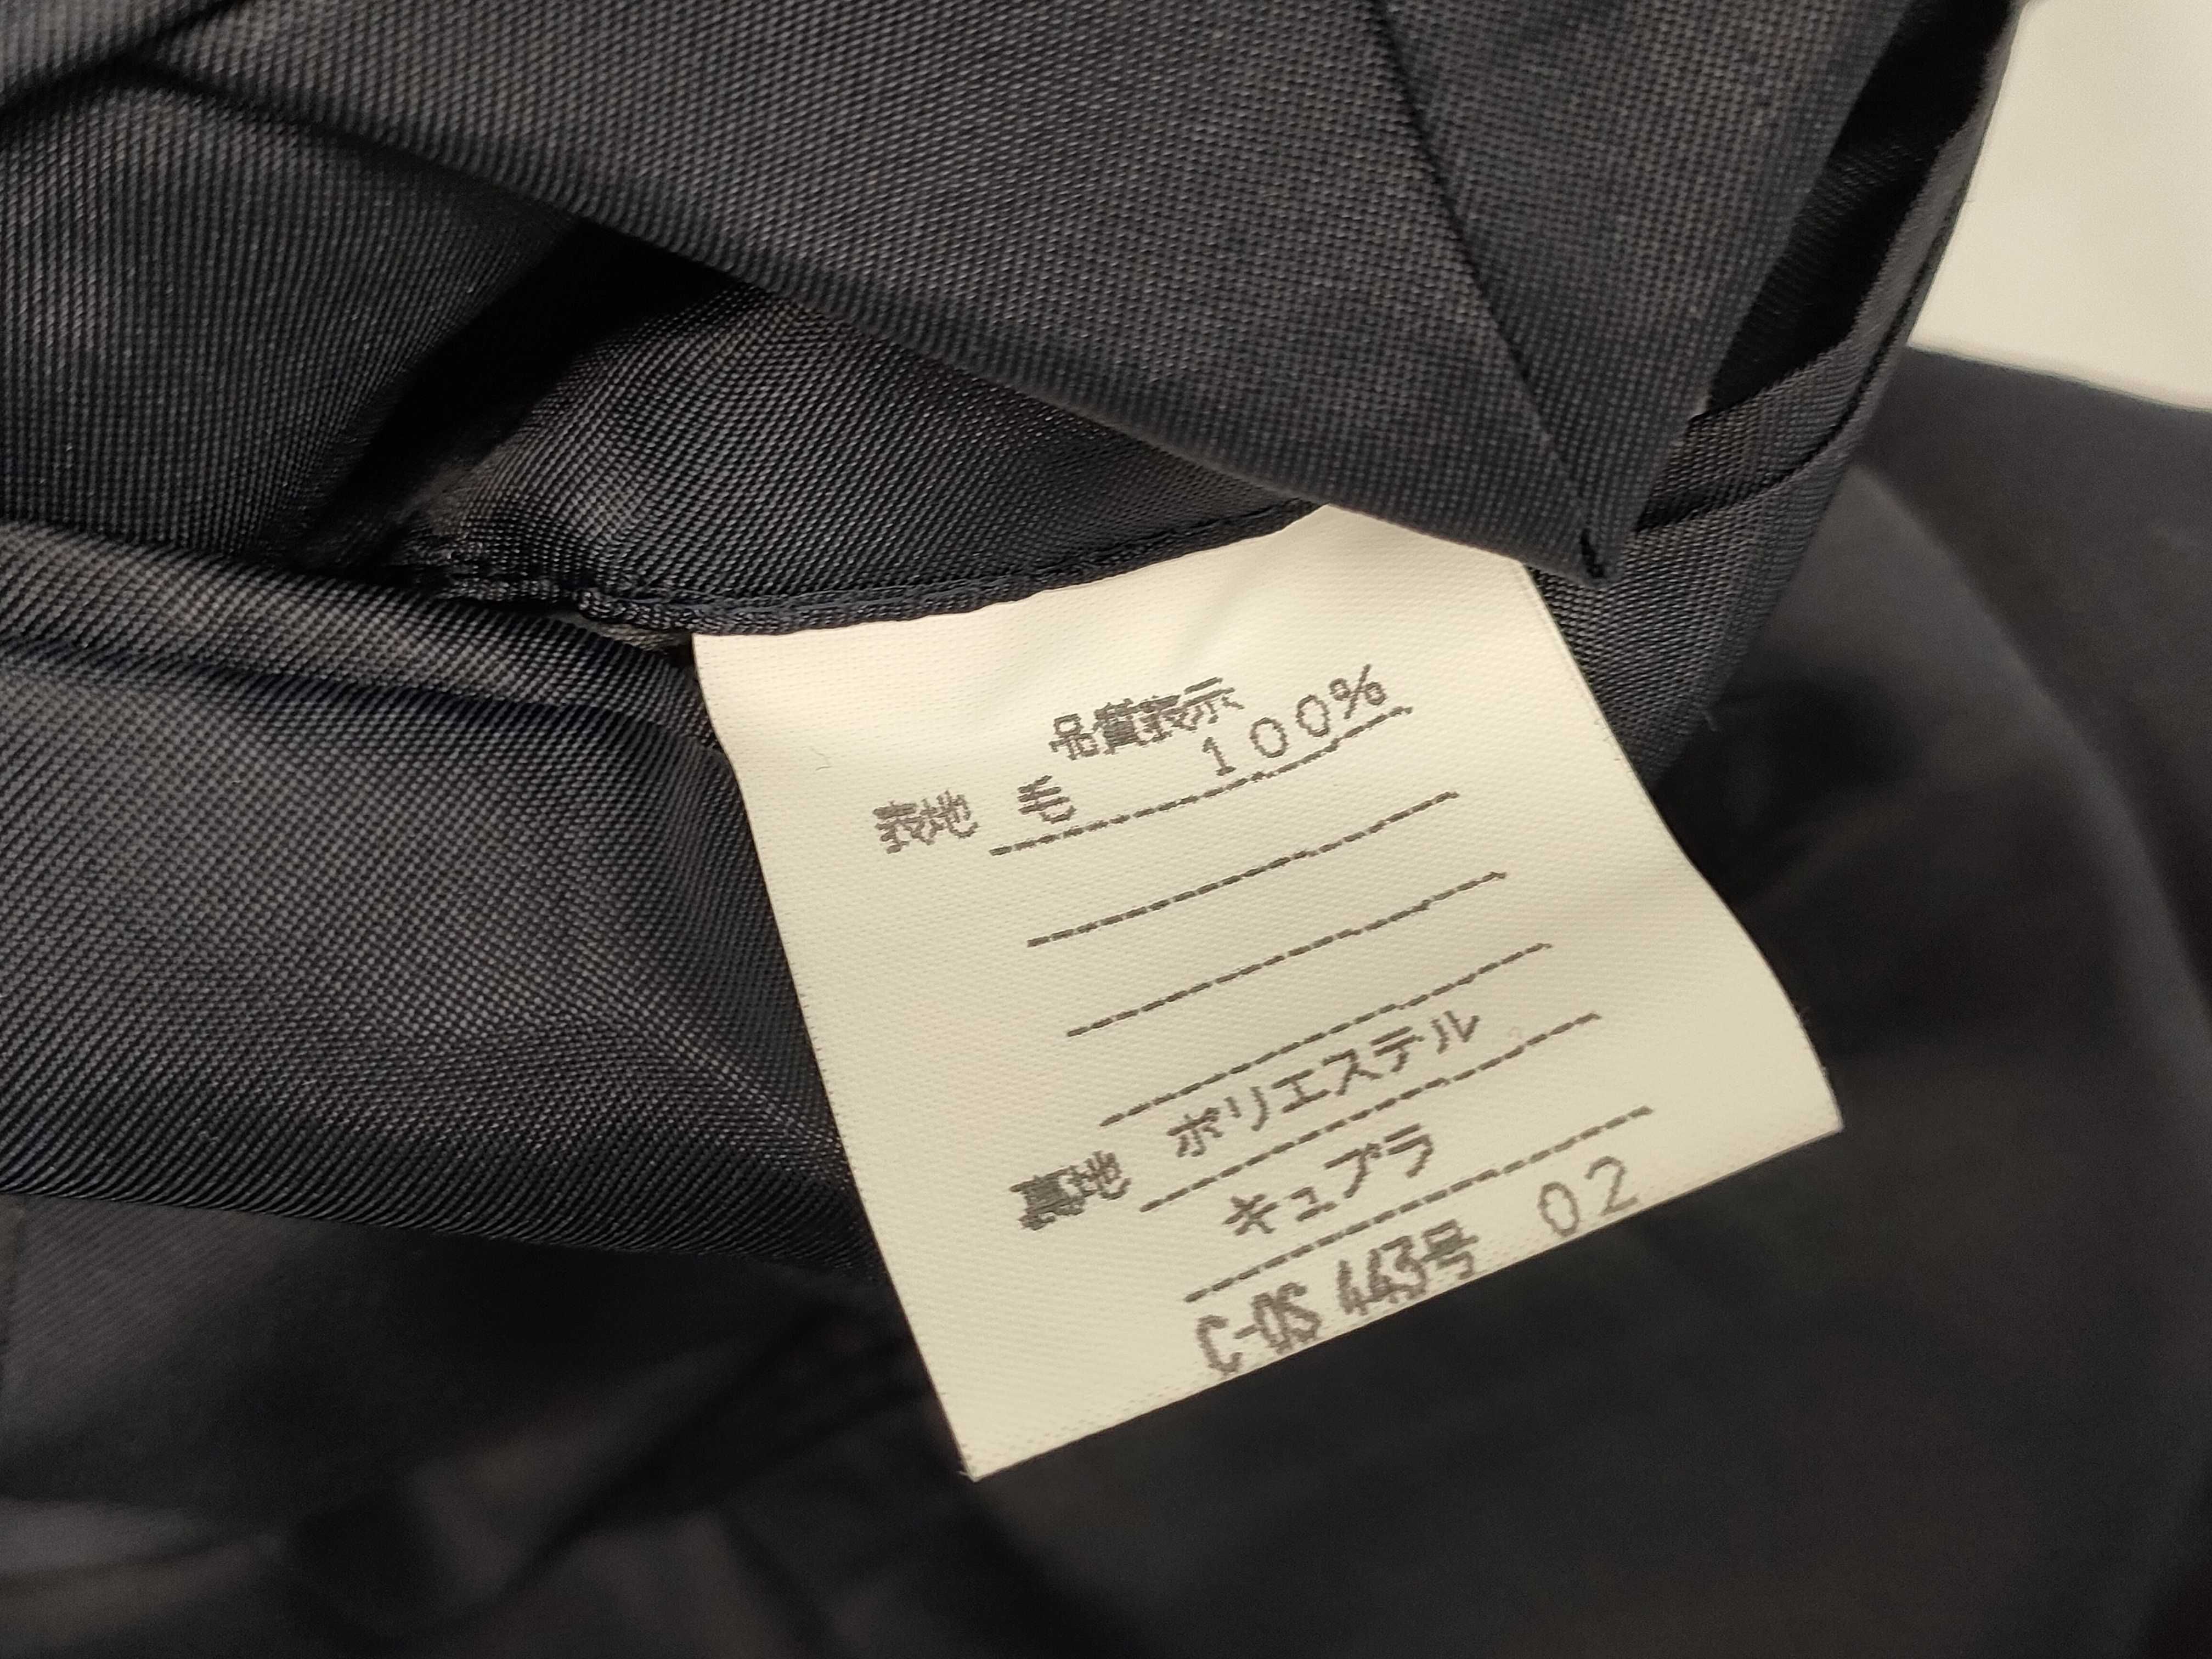 品質表示
表地 毛 100%
裏地 ポリエステル
キュプラ
C-0S 443号 02